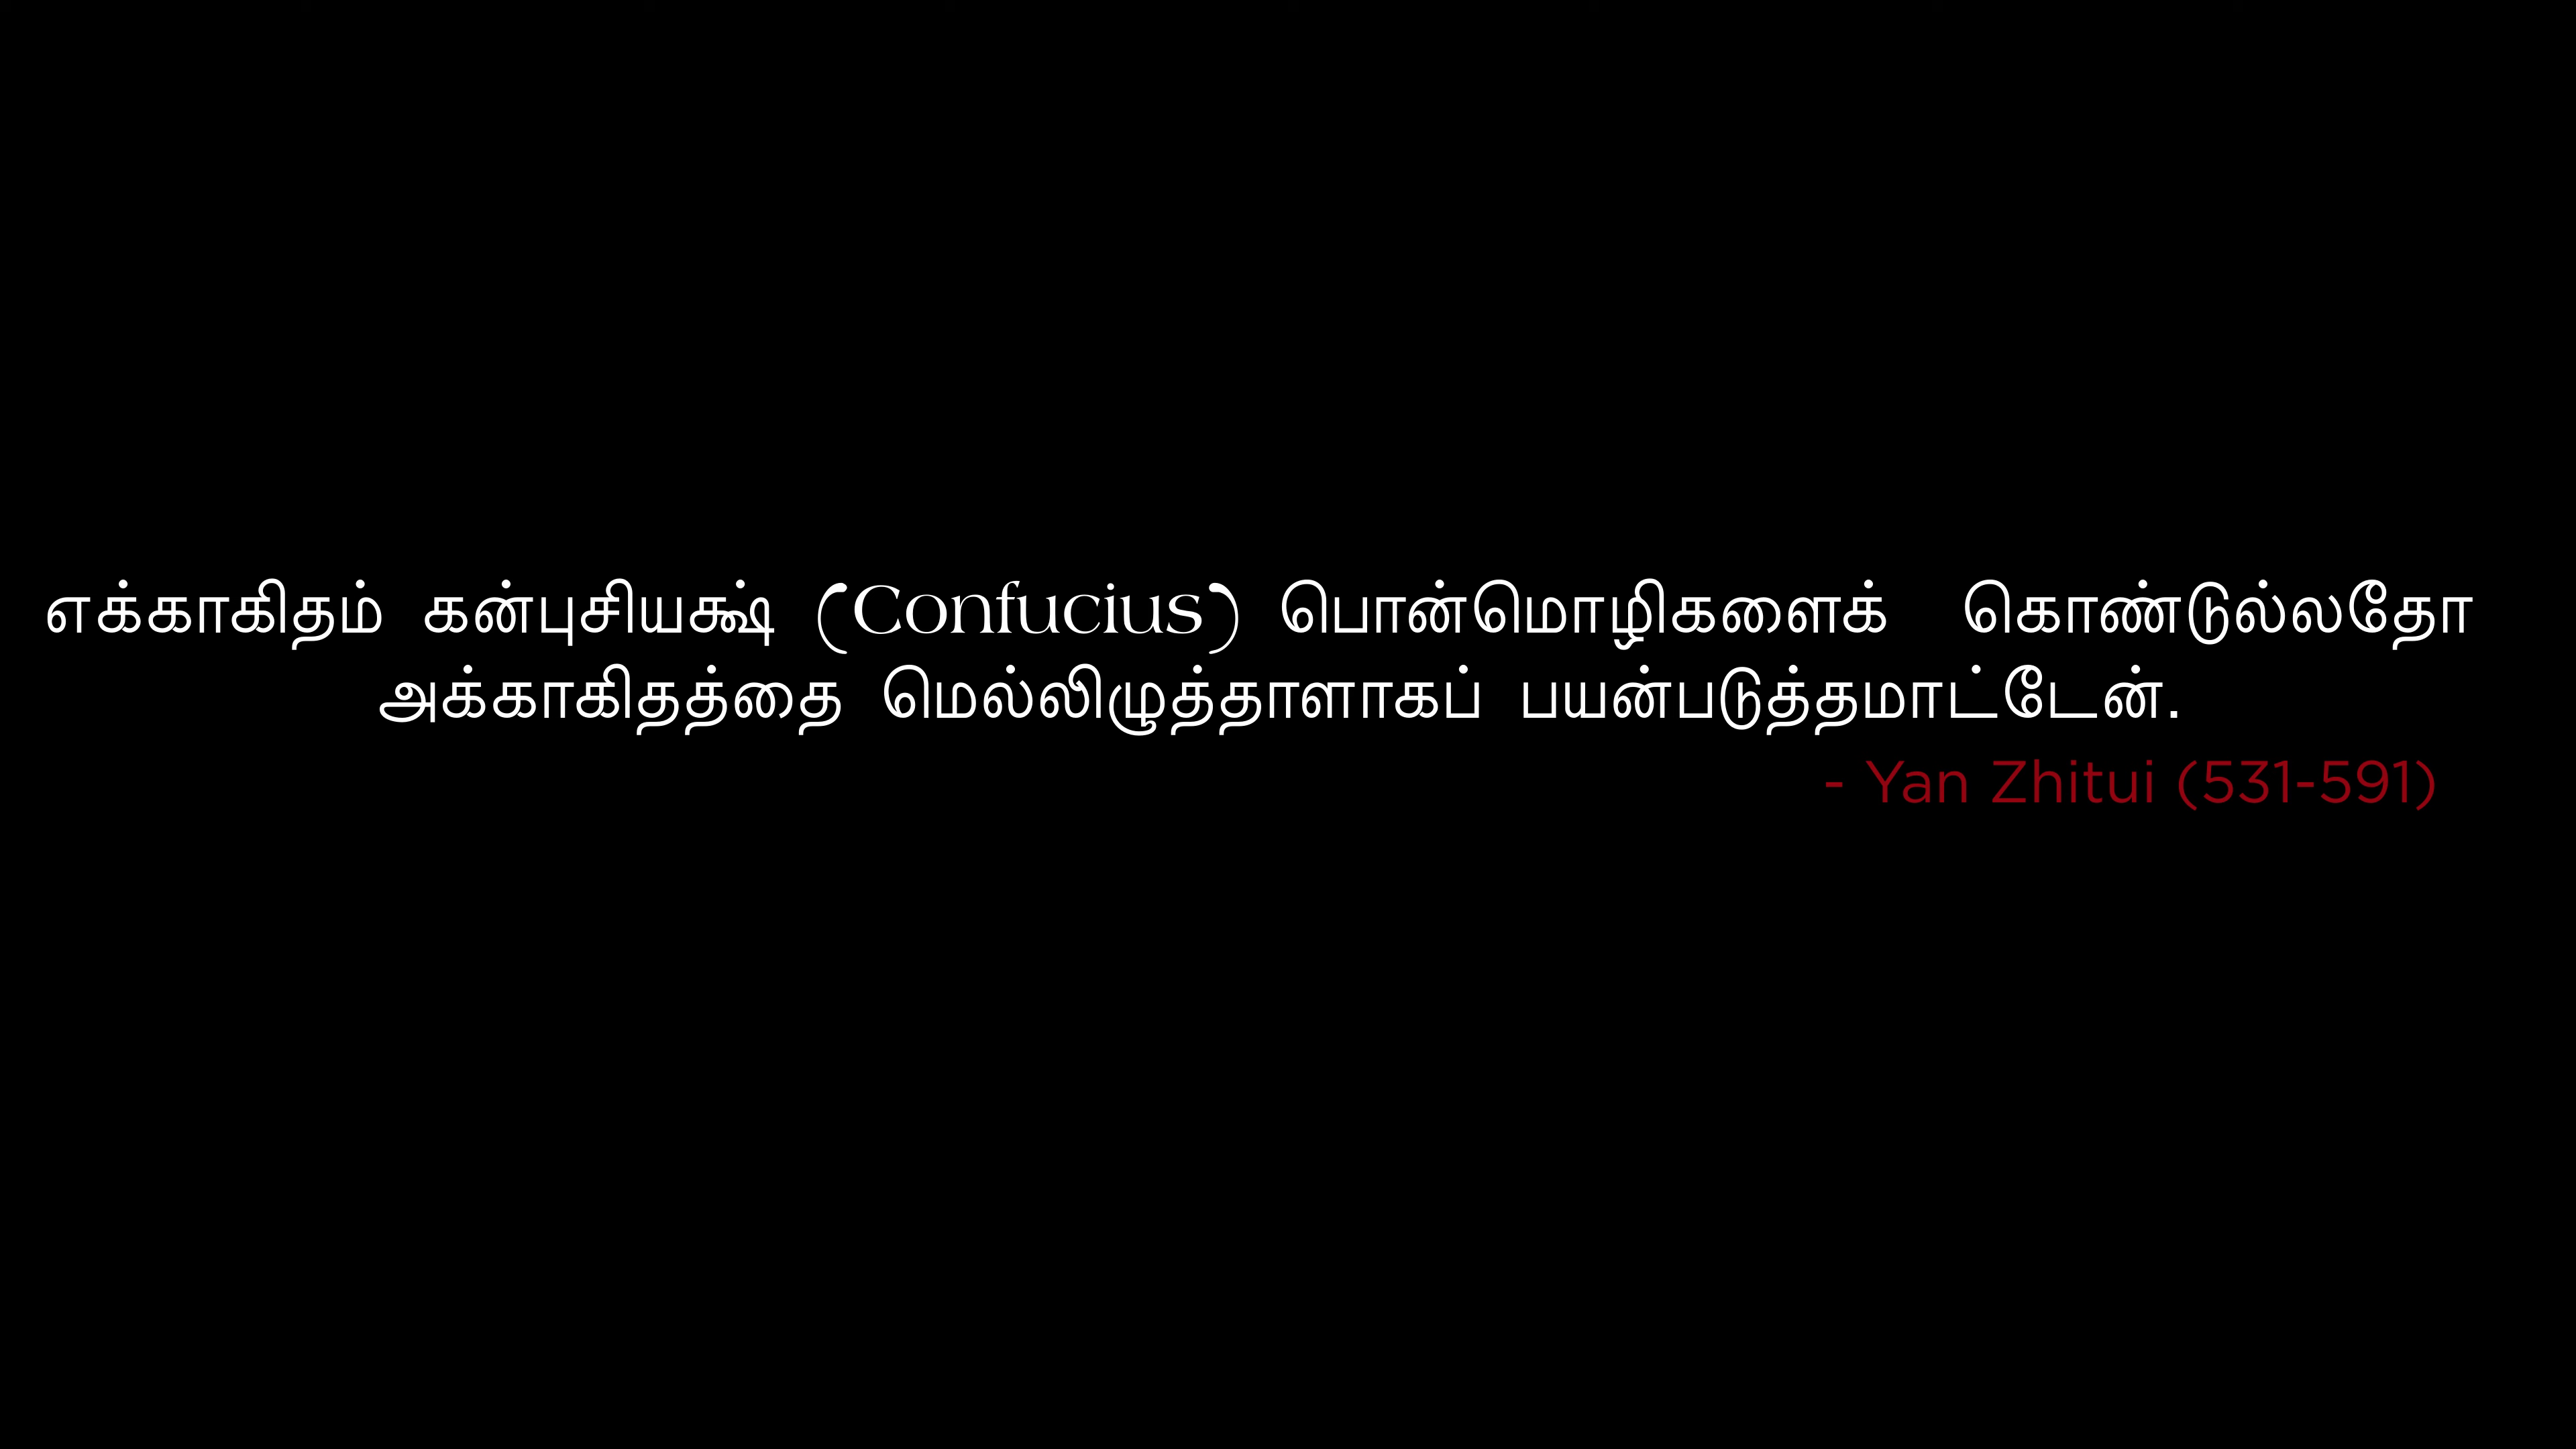 எக்காகிதம் கன்புசியக்ஷ் (Confucius) பொன்மொழிகளைக் கொண்டுல்லதோ
அக்காகிதத்தை மெல்லிழுத்தாளாகப் பயன்படுத்தமாட்டேன்.
- Yan Zhitui (531-591)